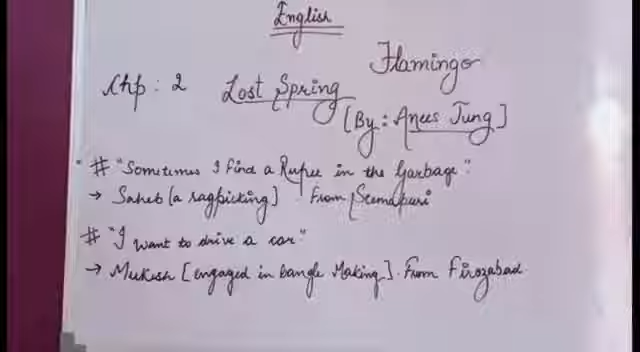 English
Flamingo
Chp : 2 Lost Spring
[By : Anees Jung]
# "Sometimes I find a Rupee in the Garbage".
→ Saheb [a ragpicking] From Seemapuri
# "I want to drive a car"
→ Mukesh [engaged in bangle Making]. From Firozabad.